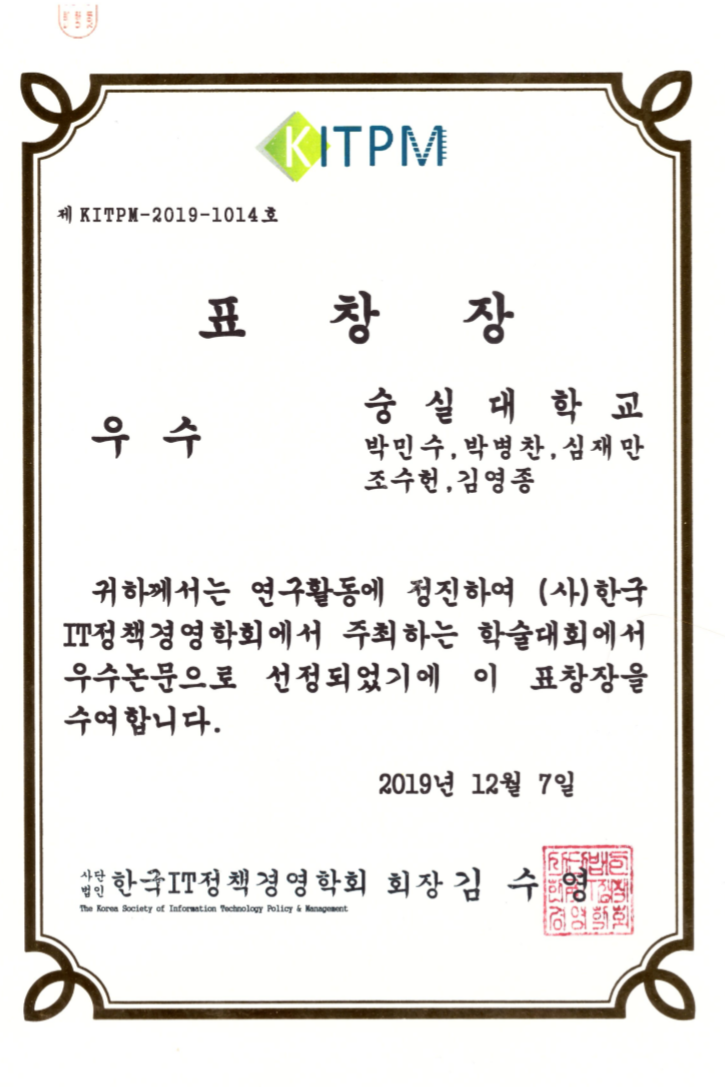 KITPM
제 KITPM-2019-1014호
표 창 장
우 수
숭 실 대 학 교
박민수,박병찬,심재만
조수헌,김영종
귀하께서는 연구활동에 정진하여 (사)한국
IT정책경영학회에서 주최하는 학술대회에서
우수논문으로 선정되었기에 이 표창장을
수여합니다.
2019년 12월 7일
사단법인 한국IT정책경영학회 회장 김 수 영
The Korea Society of Information Technology Policy & Management